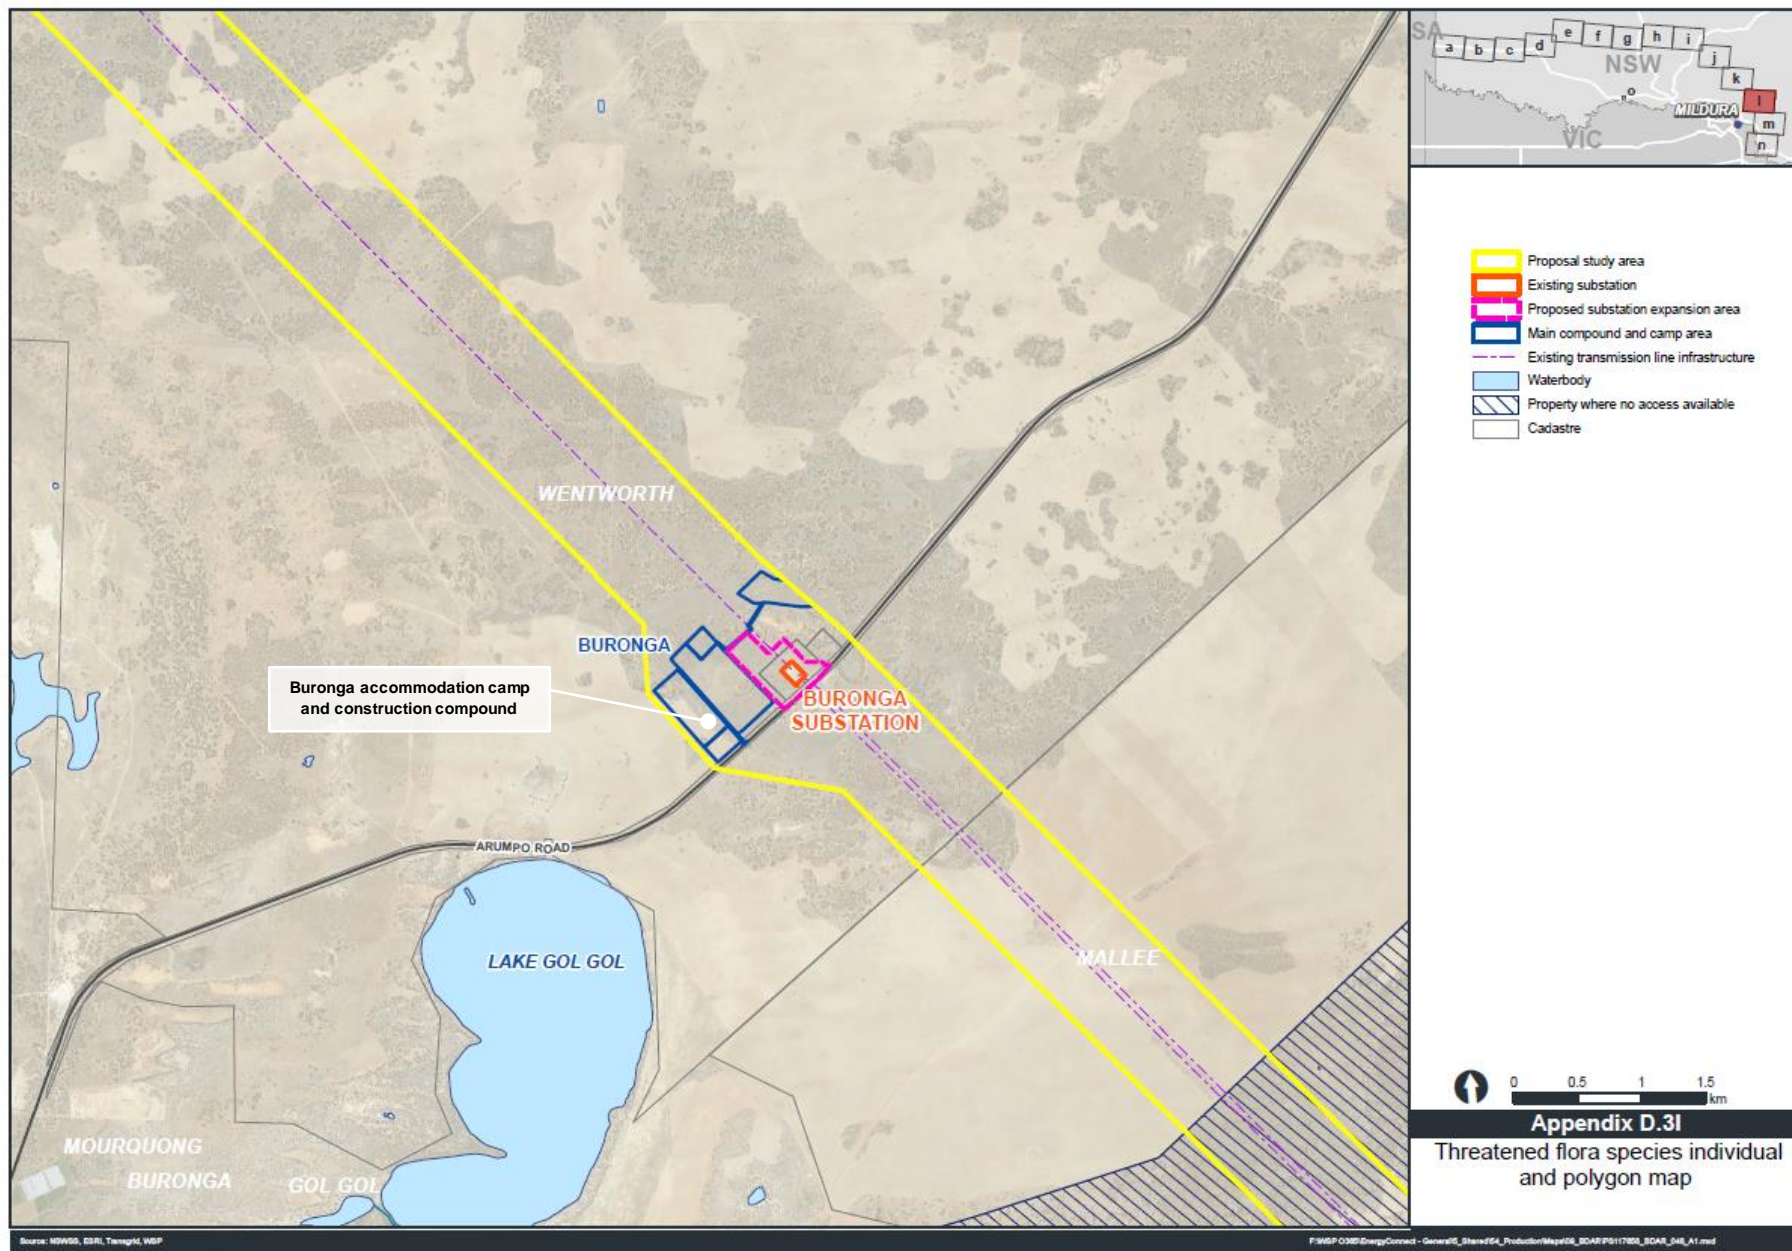 SA
a
b
c
d
e
f
g
h
i
j
k
l
m
n
NSW
MILDURA
VIC
Proposal study area
Existing substation
Proposed substation expansion area
Main compound and camp area
Existing transmission line infrastructure
Waterbody
Property where no access available
Cadastre
WENTWORTH
BURONGA
Buronga accommodation camp
and construction compound
BURONGA
SUBSTATION
ARUMPO ROAD
LAKE GOL GOL
MALLEE
MOURQUONG
BURONGA
GOL GOL
0 0.5 1 1.5
km
Appendix D.3l
Threatened flora species individual
and polygon map
Source: NSWSS, ESRI, Transgrid, WSP